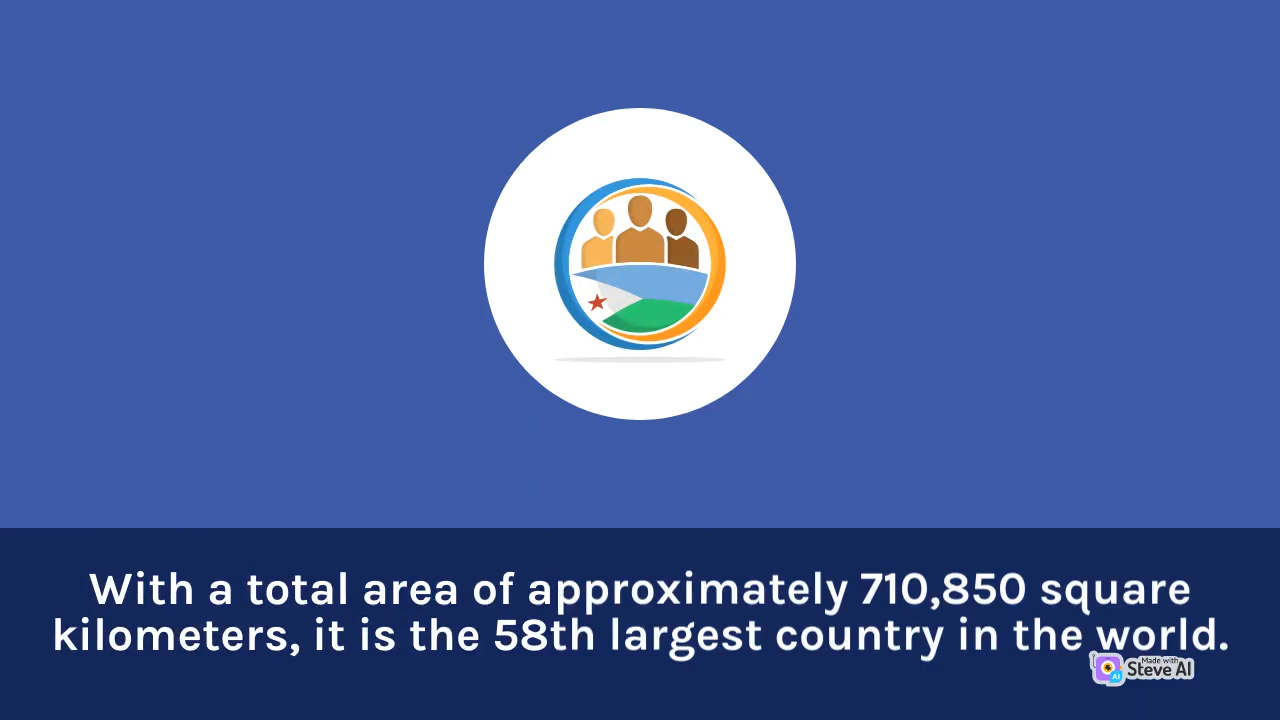 With a total area of approximately 710,850 square
kilometers, it is the 58th largest country in the world.
Made with
Steve AI
AI